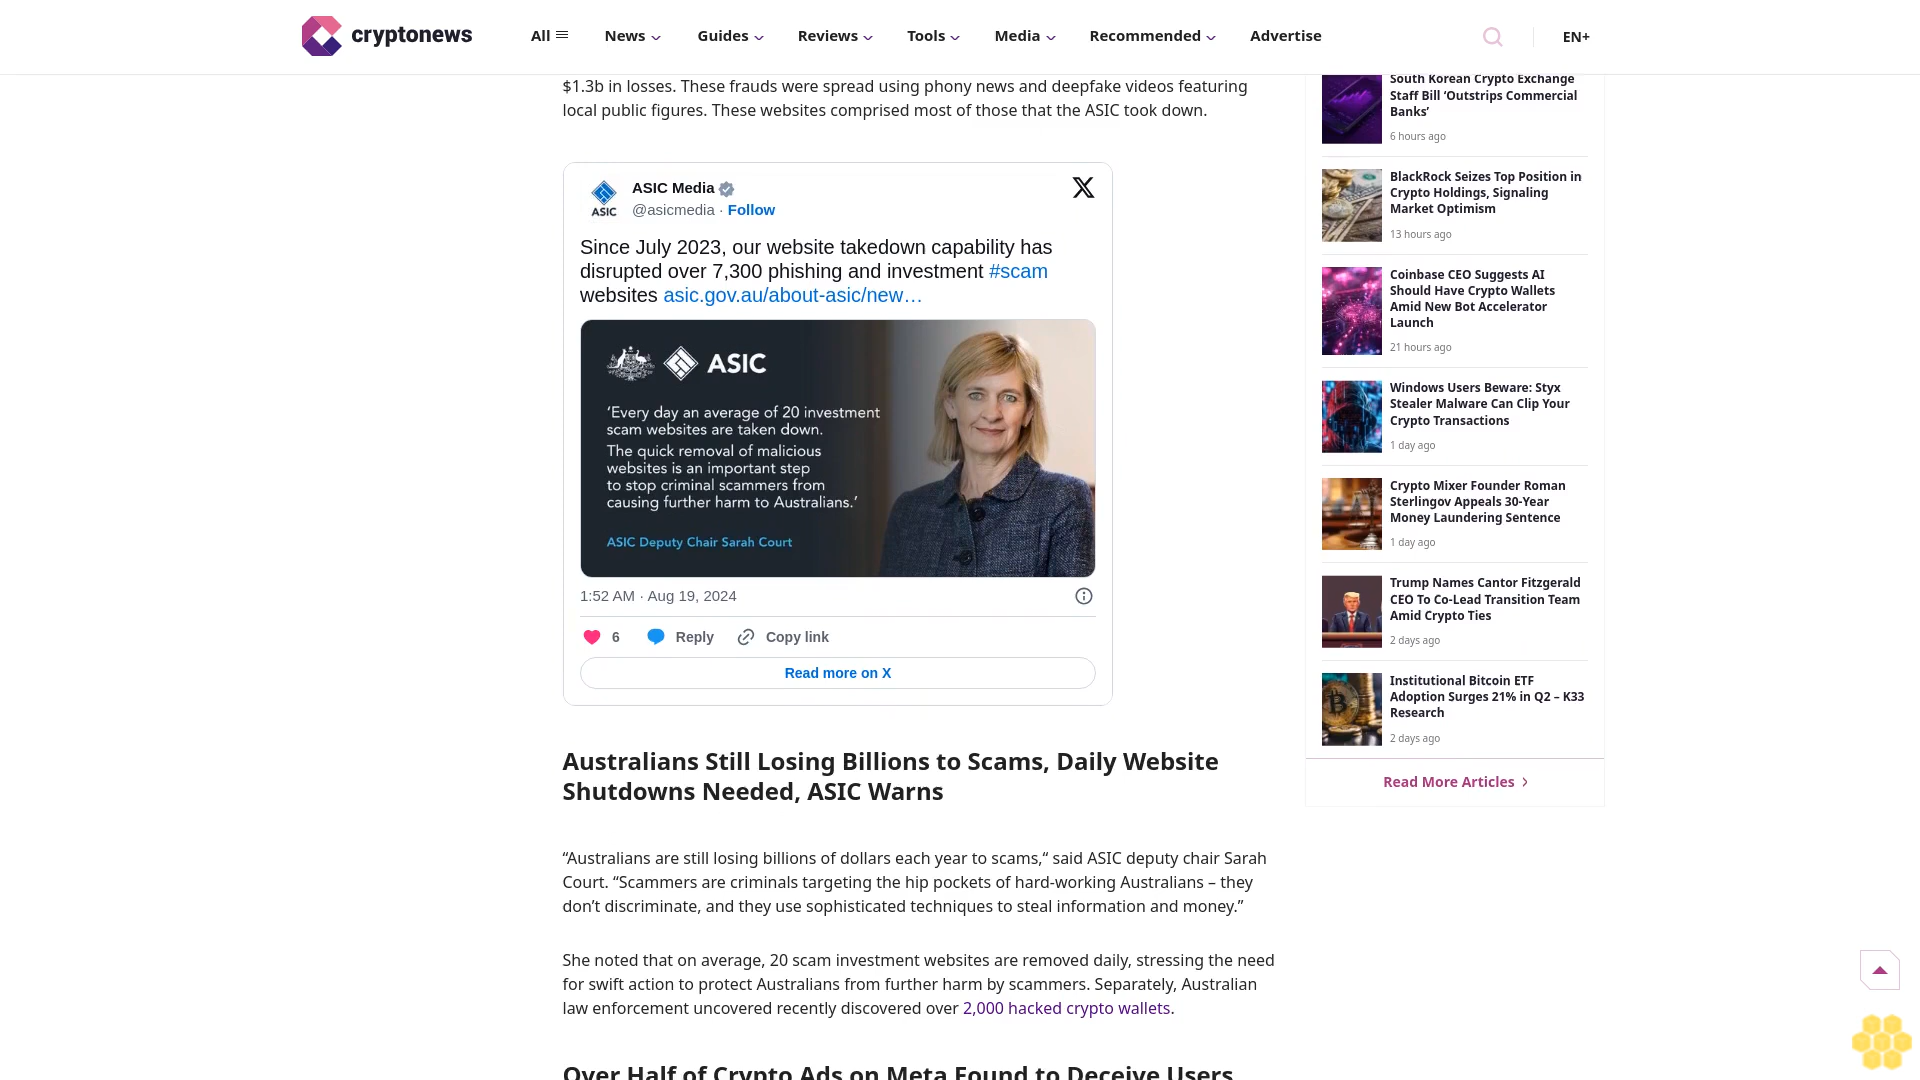 cryptonews
All
News
Guides
Reviews
Tools
Media
Recommended
Advertise
EN+
$1.3b in losses. These frauds were spread using phony news and deepfake videos featuring
local public figures. These websites comprised most of those that the ASIC took down.
ASIC
ASIC Media
@asicmedia · Follow
Since July 2023, our website takedown capability has
disrupted over 7,300 phishing and investment #scam
websites asic.gov.au/about-asic/new…
ASIC
‘Every day an average of 20 investment
scam websites are taken down.
The quick removal of malicious
websites is an important step
to stop criminal scammers from
causing further harm to Australians.’
ASIC Deputy Chair Sarah Court
1:52 AM · Aug 19, 2024
6
Reply
Copy link
Read more on X
Australians Still Losing Billions to Scams, Daily Website
Shutdowns Needed, ASIC Warns
“Australians are still losing billions of dollars each year to scams,“ said ASIC deputy chair Sarah
Court. “Scammers are criminals targeting the hip pockets of hard-working Australians – they
don’t discriminate, and they use sophisticated techniques to steal information and money.”
She noted that on average, 20 scam investment websites are removed daily, stressing the need
for swift action to protect Australians from further harm by scammers. Separately, Australian
law enforcement uncovered recently discovered over 2,000 hacked crypto wallets.
Over Half of Crypto Ads on Meta Found to Deceive Users
South Korean Crypto Exchange
Staff Bill ‘Outstrips Commercial
Banks’
6 hours ago
BlackRock Seizes Top Position in
Crypto Holdings, Signaling
Market Optimism
13 hours ago
Coinbase CEO Suggests AI
Should Have Crypto Wallets
Amid New Bot Accelerator
Launch
21 hours ago
Windows Users Beware: Styx
Stealer Malware Can Clip Your
Crypto Transactions
1 day ago
Crypto Mixer Founder Roman
Sterlingov Appeals 30-Year
Money Laundering Sentence
1 day ago
Trump Names Cantor Fitzgerald
CEO To Co-Lead Transition Team
Amid Crypto Ties
2 days ago
Institutional Bitcoin ETF
Adoption Surges 21% in Q2 – K33
Research
2 days ago
Read More Articles